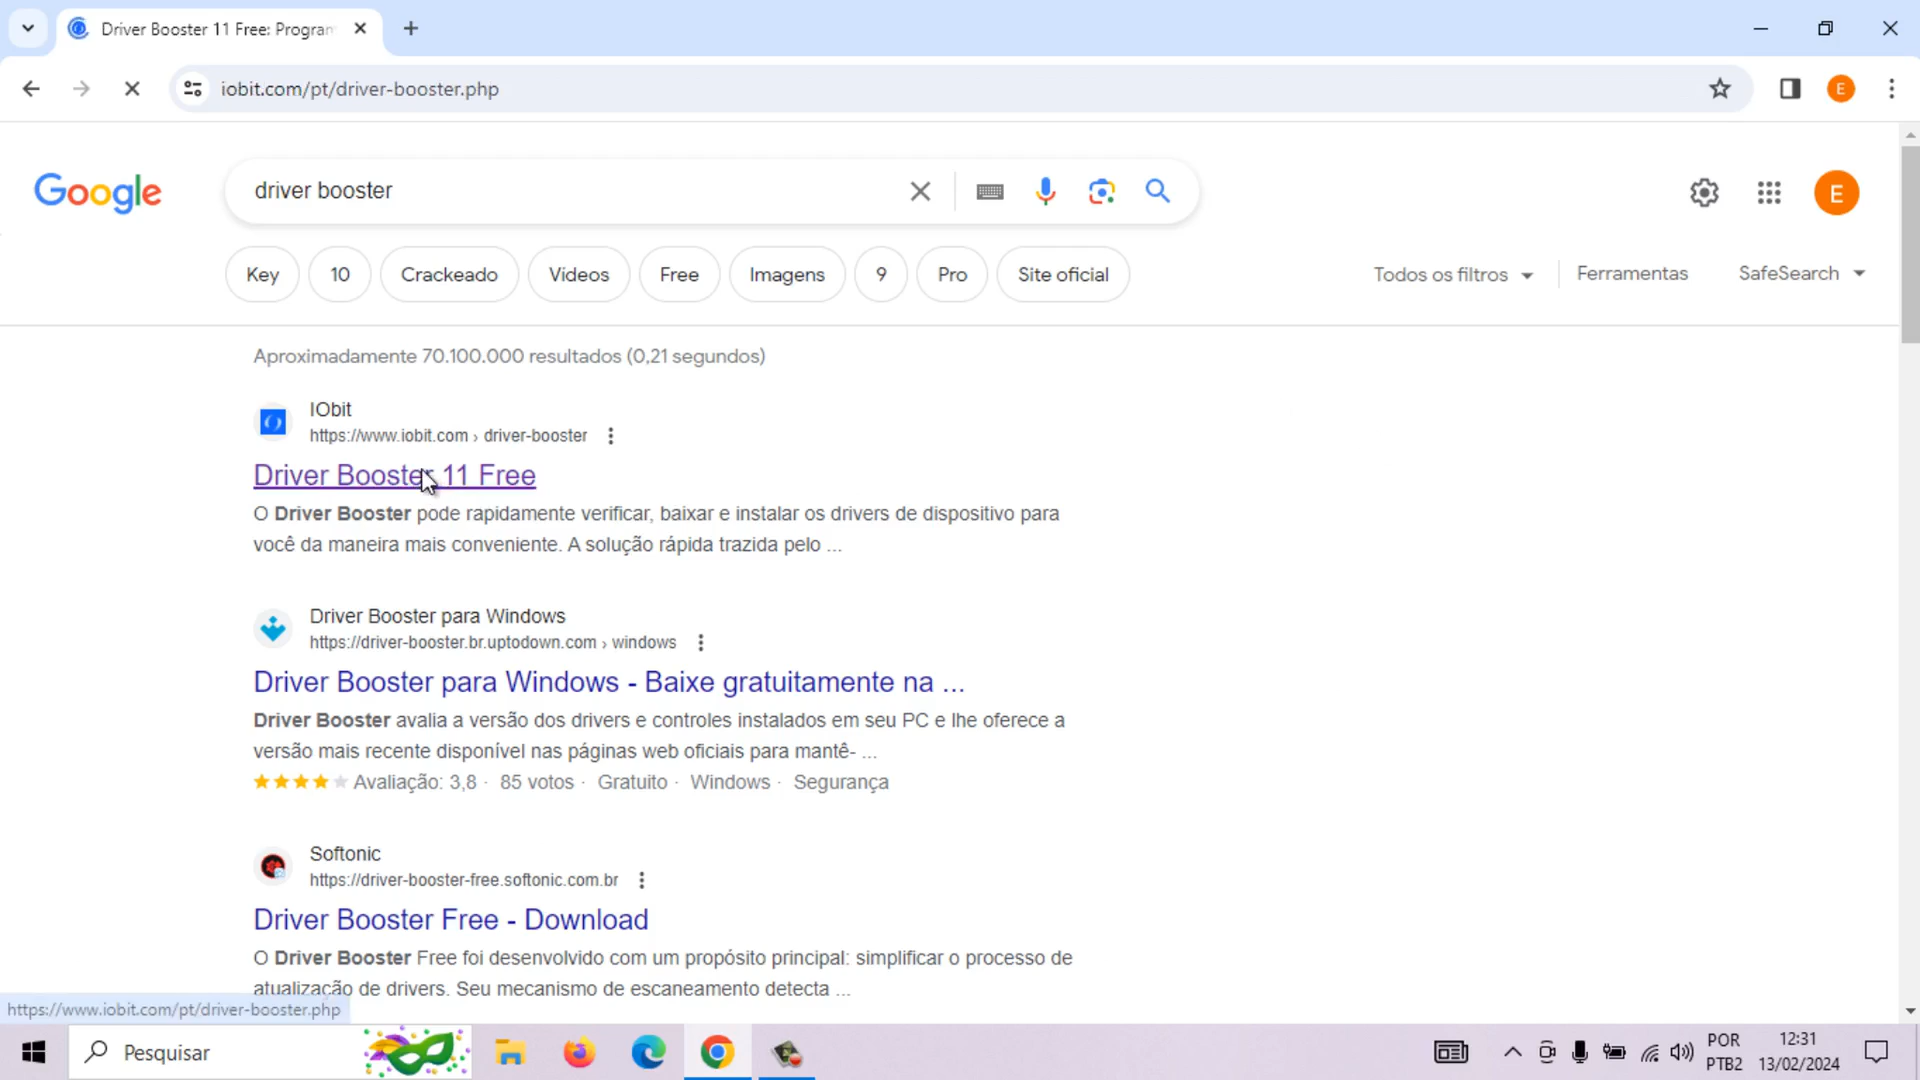 Driver Booster 11 Free: Program
iobit.com/pt/driver-booster.php
E
Google
driver booster
E
Key
10
Crackeado
Videos
Free
Imagens
9
Pro
Site oficial
Todos os filtros
Ferramentas
SafeSearch
Aproximadamente 70.100.000 resultados (0,21 segundos)
IObit
https://www.iobit.com › driver-booster
Driver Booster 11 Free
O Driver Booster pode rapidamente verificar, baixar e instalar os drivers de dispositivo para
você da maneira mais conveniente. A solução rápida trazida pelo ...
Driver Booster para Windows
https://driver-booster.br.uptodown.com › windows
Driver Booster para Windows - Baixe gratuitamente na ...
Driver Booster avalia a versão dos drivers e controles instalados em seu PC e lhe oferece a
versão mais recente disponível nas páginas web oficiais para mantê- ...
Avaliação: 3,8 · 85 votos · Gratuito · Windows · Segurança
Softonic
https://driver-booster-free.softonic.com.br
Driver Booster Free - Download
O Driver Booster Free foi desenvolvido com um propósito principal: simplificar o processo de
atualização de drivers. Seu mecanismo de escaneamento detecta ...
https://www.iobit.com/pt/driver-booster.php
Pesquisar
POR
PTB2
12:31
13/02/2024